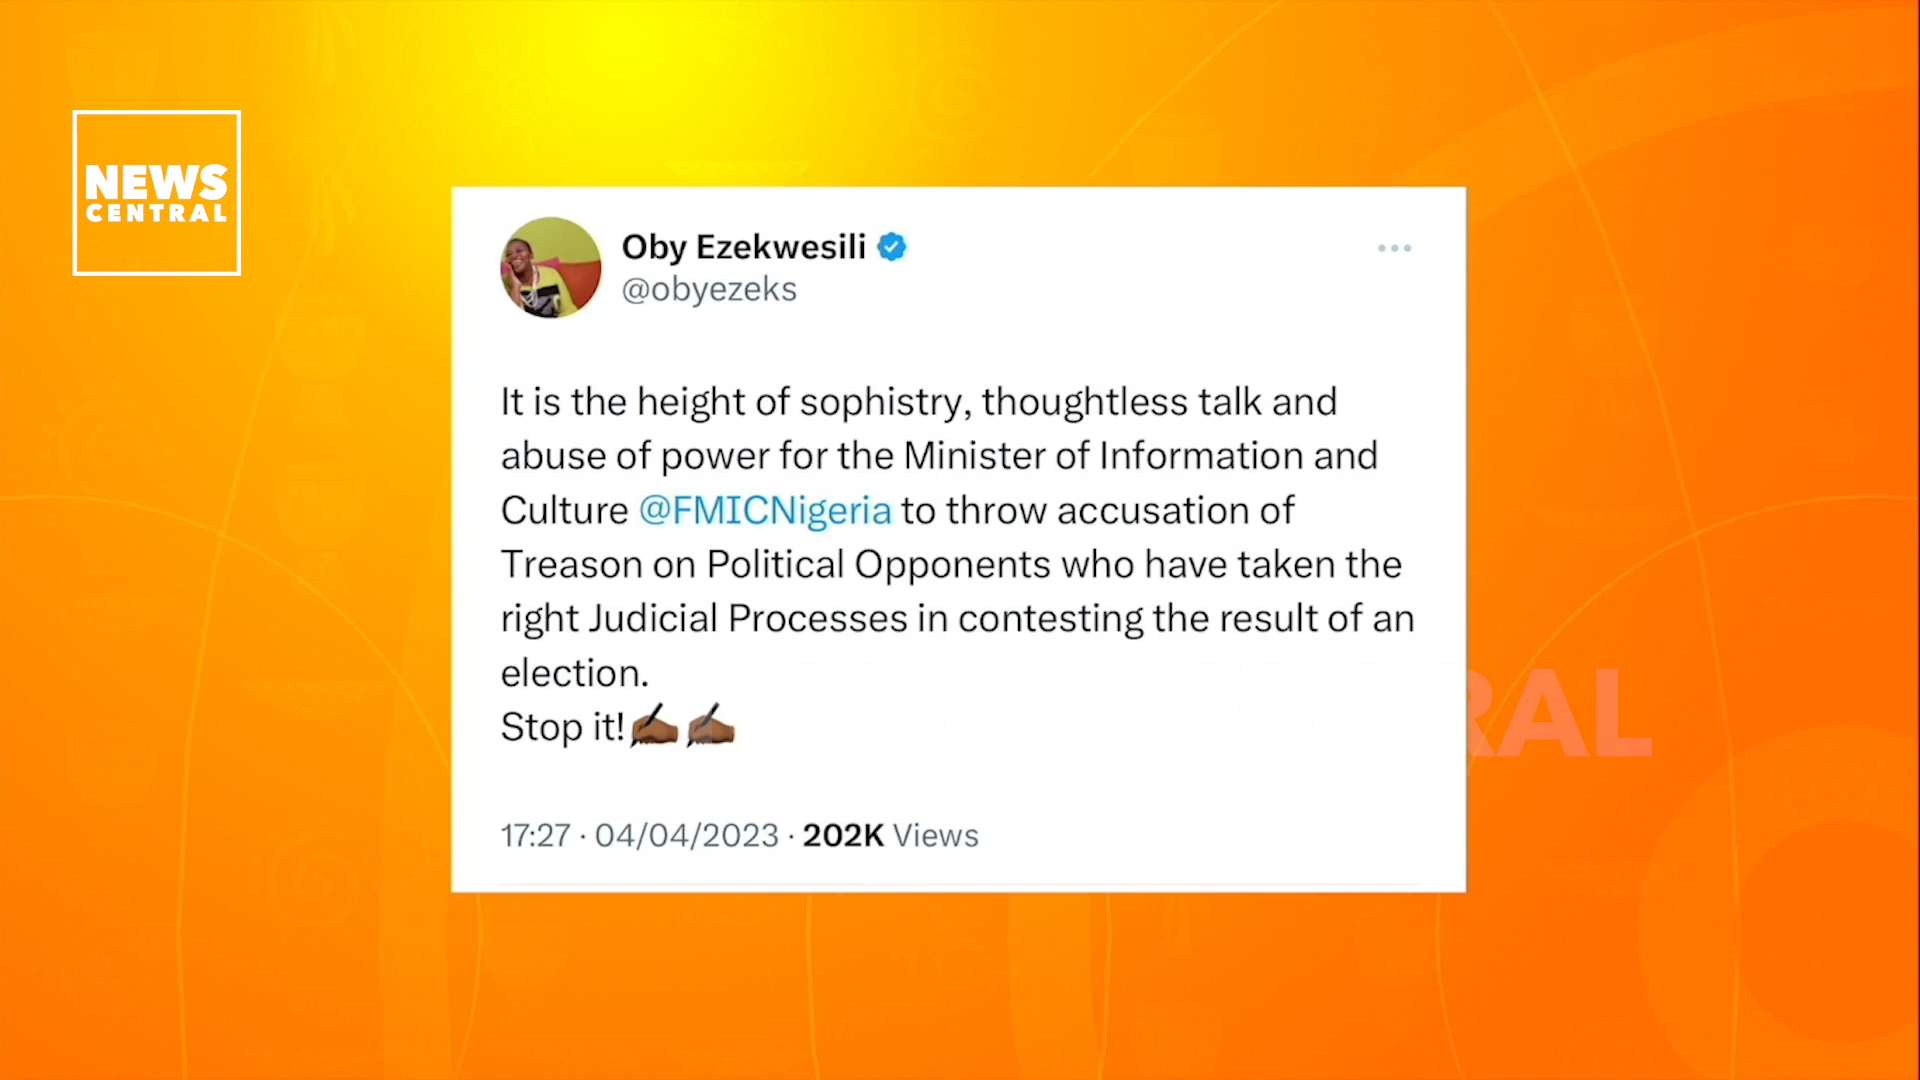 NEWS
CENTRAL
Oby Ezekwesili
@obyezeks
It is the height of sophistry, thoughtless talk and
abuse of power for the Minister of Information and
Culture @FMICNigeria to throw accusation of
Treason on Political Opponents who have taken the
right Judicial Processes in contesting the result of an
election.
Stop it!✍🏾✍🏾
NEWS CENTRAL
17:27 · 04/04/2023 · 202K Views